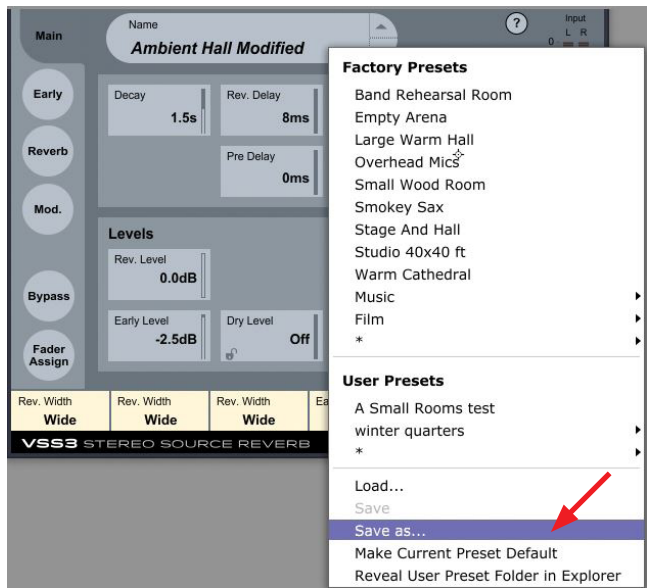 Main
Name
Ambient Hall Modified
?
Input
L R
0
Early
Reverb
Mod.
Bypass
Fader
Assign
Decay
1.5s
Rev. Delay
8ms
Pre Delay
0ms
Levels
Rev. Level
0.0dB
Early Level
-2.5dB
Dry Level
Off
Rev. Width
Wide
Rev. Width
Wide
Rev. Width
Wide
Ea
VSS3 STEREO SOURCE REVERB
Factory Presets
Band Rehearsal Room
Empty Arena
Large Warm Hall
Overhead Mics
Small Wood Room
Smokey Sax
Stage And Hall
Studio 40x40 ft
Warm Cathedral
Music
Film
*
User Presets
A Small Rooms test
winter quarters
*
Load...
Save
Save as...
Make Current Preset Default
Reveal User Preset Folder in Explorer